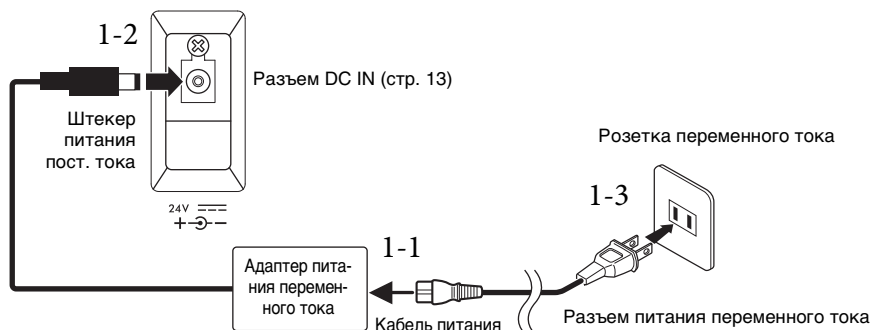 1-2
Разъем DC IN (стр. 13)
Штекер
питания
пост. тока
24V
Розетка переменного тока
1-3
1-1
Адаптер пита-
ния перемен-
ного тока
Кабель питания
Разъем питания переменного тока